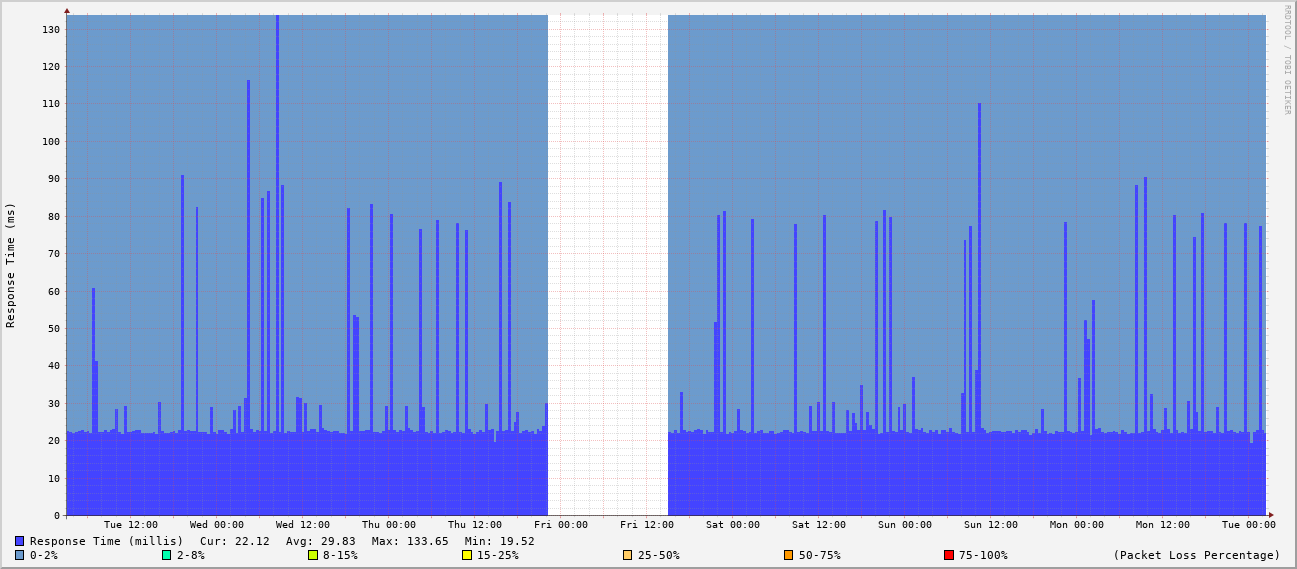 RRDTOOL / TOBI OETIKER
Response Time (ms)
130
120
110
100
90
80
70
60
50
40
30
20
10
0
Tue 12:00 Wed 00:00 Wed 12:00 Thu 00:00 Thu 12:00 Fri 00:00 Fri 12:00 Sat 00:00 Sat 12:00 Sun 00:00 Sun 12:00 Mon 00:00 Mon 12:00 Tue 00:00
Response Time (millis) Cur: 22.12 Avg: 29.83 Max: 133.65 Min: 19.52
0-2% 2-8% 8-15% 15-25% 25-50% 50-75% 75-100% (Packet Loss Percentage)